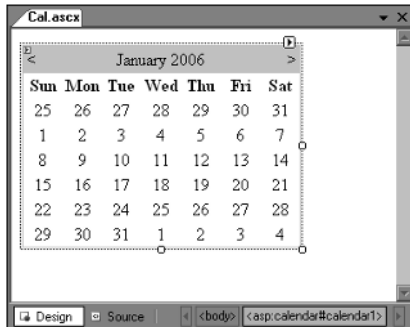 Cal.ascx
< January 2006 >
Sun Mon Tue Wed Thu Fri Sat
25 26 27 28 29 30 31
1 2 3 4 5 6 7
8 9 10 11 12 13 14
15 16 17 18 19 20 21
22 23 24 25 26 27 28
29 30 31 1 2 3 4
Design Source <body> <asp:calendar#calendar1>